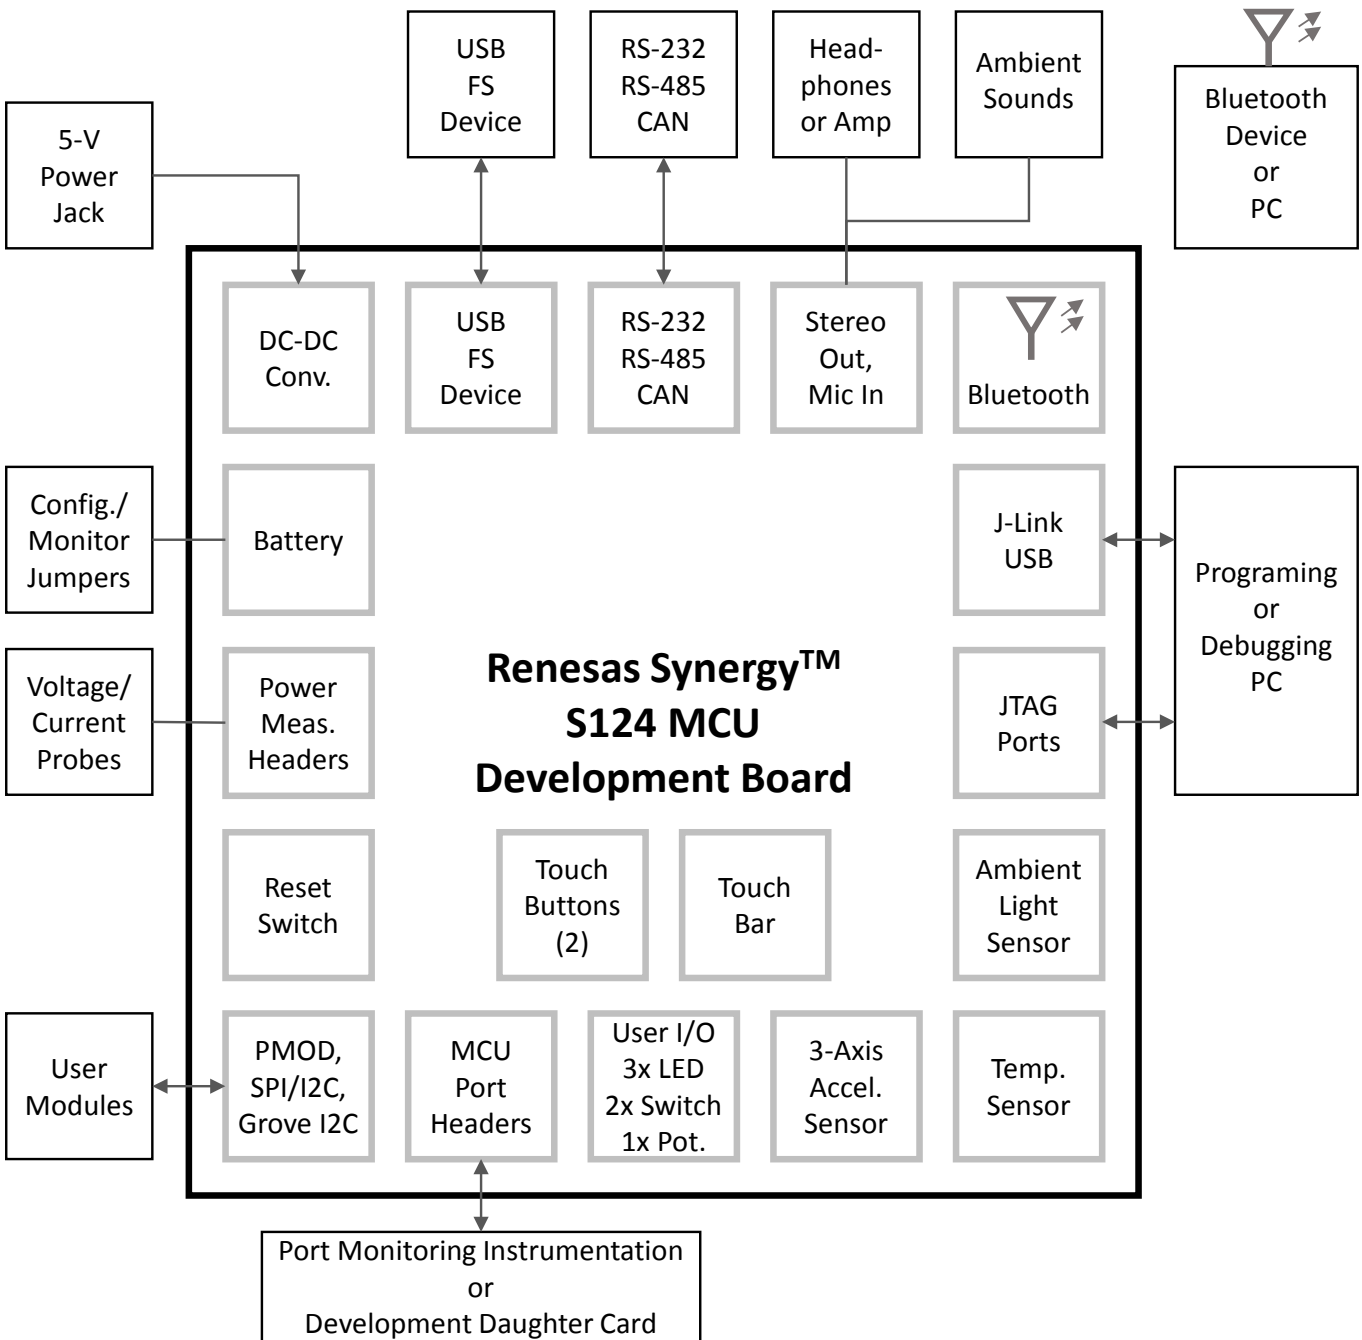 USB
FS
Device
RS-232
RS-485
CAN
Head-
phones
or Amp
Ambient
Sounds
Bluetooth
Device
or
PC
5-V
Power
Jack
DC-DC
Conv.
USB
FS
Device
RS-232
RS-485
CAN
Stereo
Out,
Mic In
Bluetooth
Config./
Monitor
Jumpers
Battery
J-Link
USB
Programing
or
Debugging
PC
Voltage/
Current
Probes
Power
Meas.
Headers
Renesas Synergy™
S124 MCU
Development Board
JTAG
Ports
Reset
Switch
Touch
Buttons
(2)
Touch
Bar
Ambient
Light
Sensor
User
Modules
PMOD,
SPI/I2C,
Grove I2C
MCU
Port
Headers
User I/O
3x LED
2x Switch
1x Pot.
3-Axis
Accel.
Sensor
Temp.
Sensor
Port Monitoring Instrumentation
or
Development Daughter Card